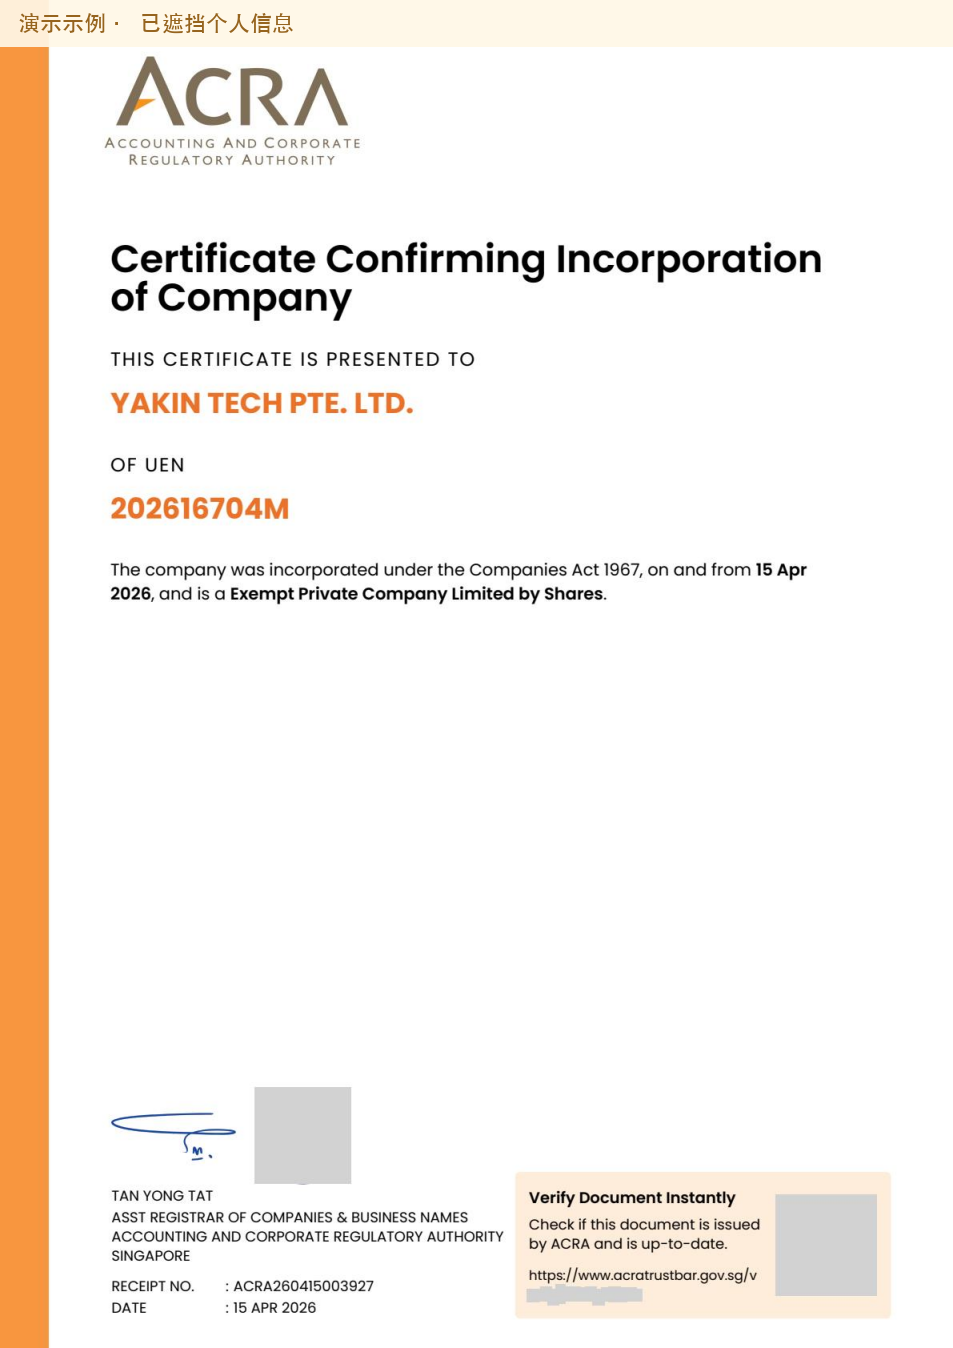 演示示例 · 已遮挡个人信息
ACRA
ACCOUNTING AND CORPORATE
REGULATORY AUTHORITY
Certificate Confirming Incorporation
of Company
THIS CERTIFICATE IS PRESENTED TO
YAKIN TECH PTE. LTD.
OF UEN
202616704M
The company was incorporated under the Companies Act 1967, on and from 15 Apr
2026, and is a Exempt Private Company Limited by Shares.
TAN YONG TAT
ASST REGISTRAR OF COMPANIES & BUSINESS NAMES
ACCOUNTING AND CORPORATE REGULATORY AUTHORITY
SINGAPORE
RECEIPT NO. : ACRA260415003927
DATE : 15 APR 2026
Verify Document Instantly
Check if this document is issued
by ACRA and is up-to-date.
https://www.acratrustbar.gov.sg/v